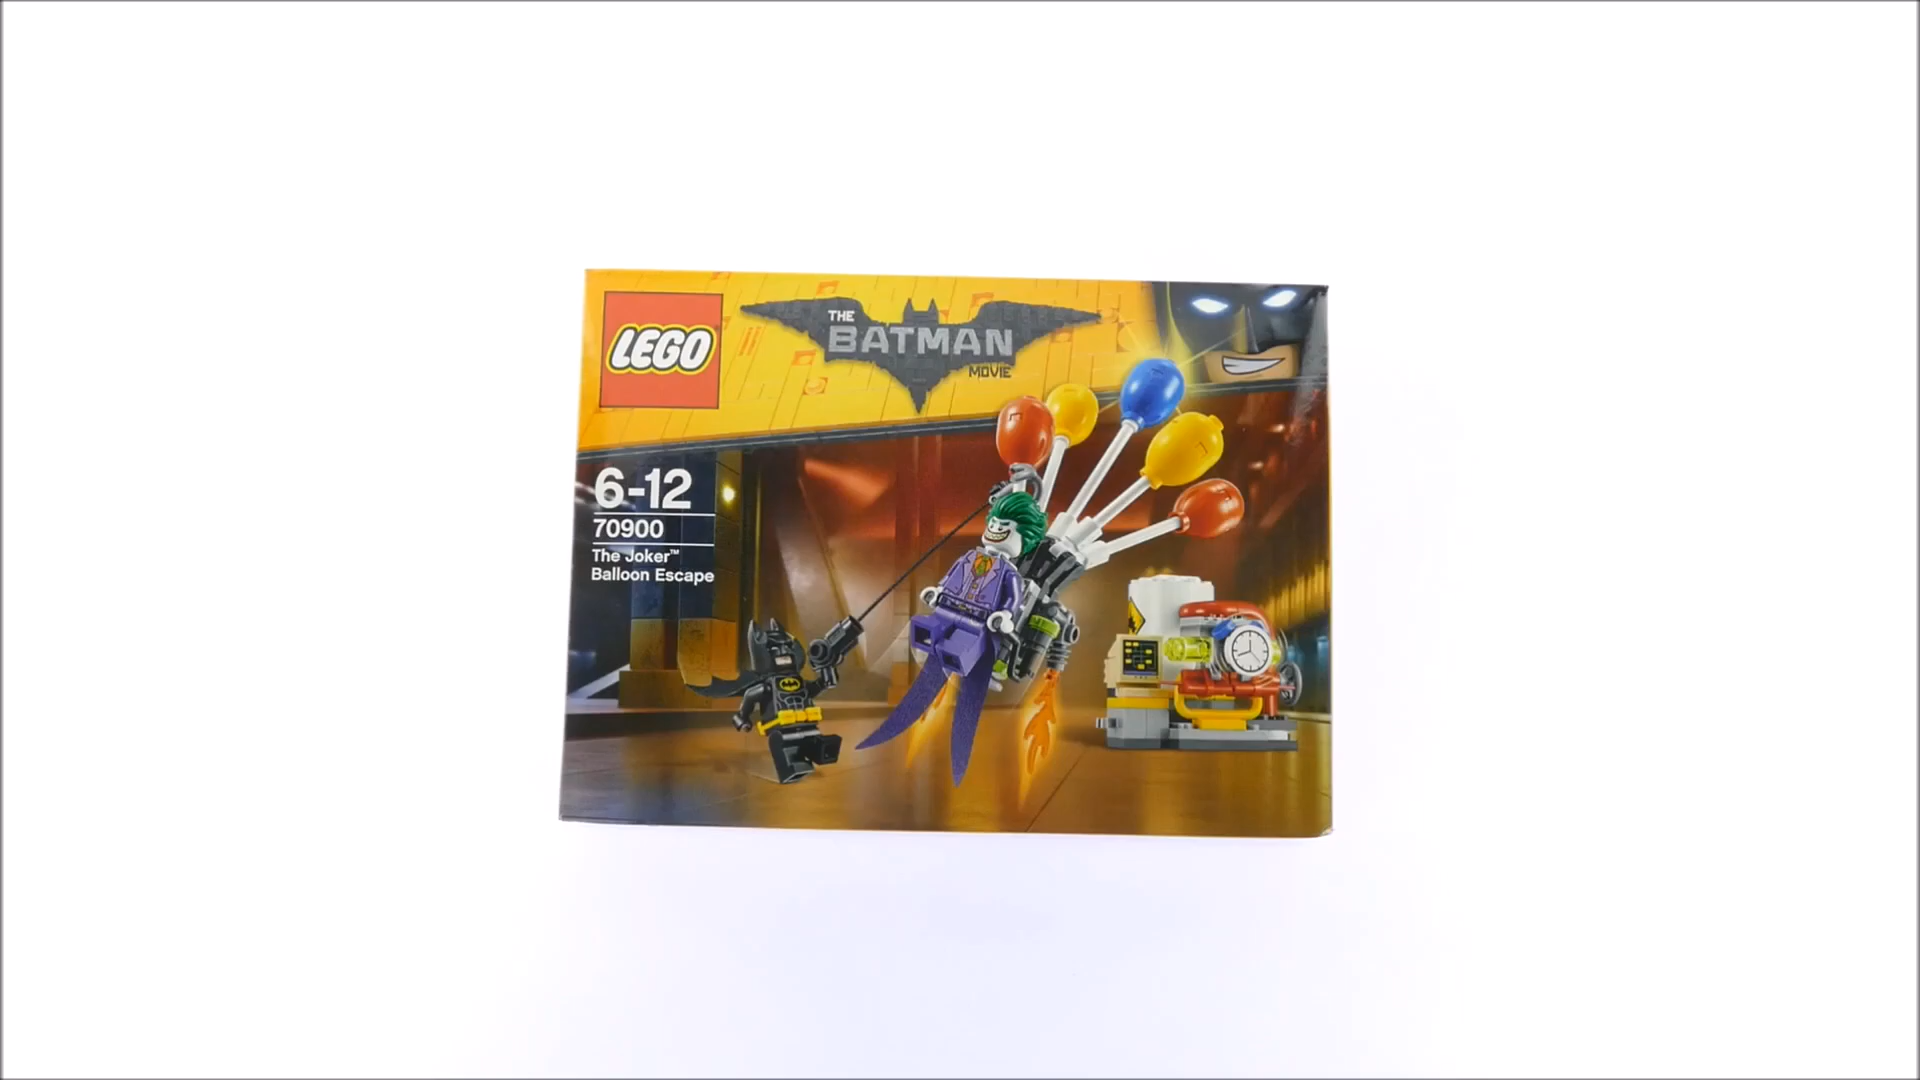 LEGO
THE
BATMAN
MOVIE
6-12
70900
The Joker™
Balloon Escape